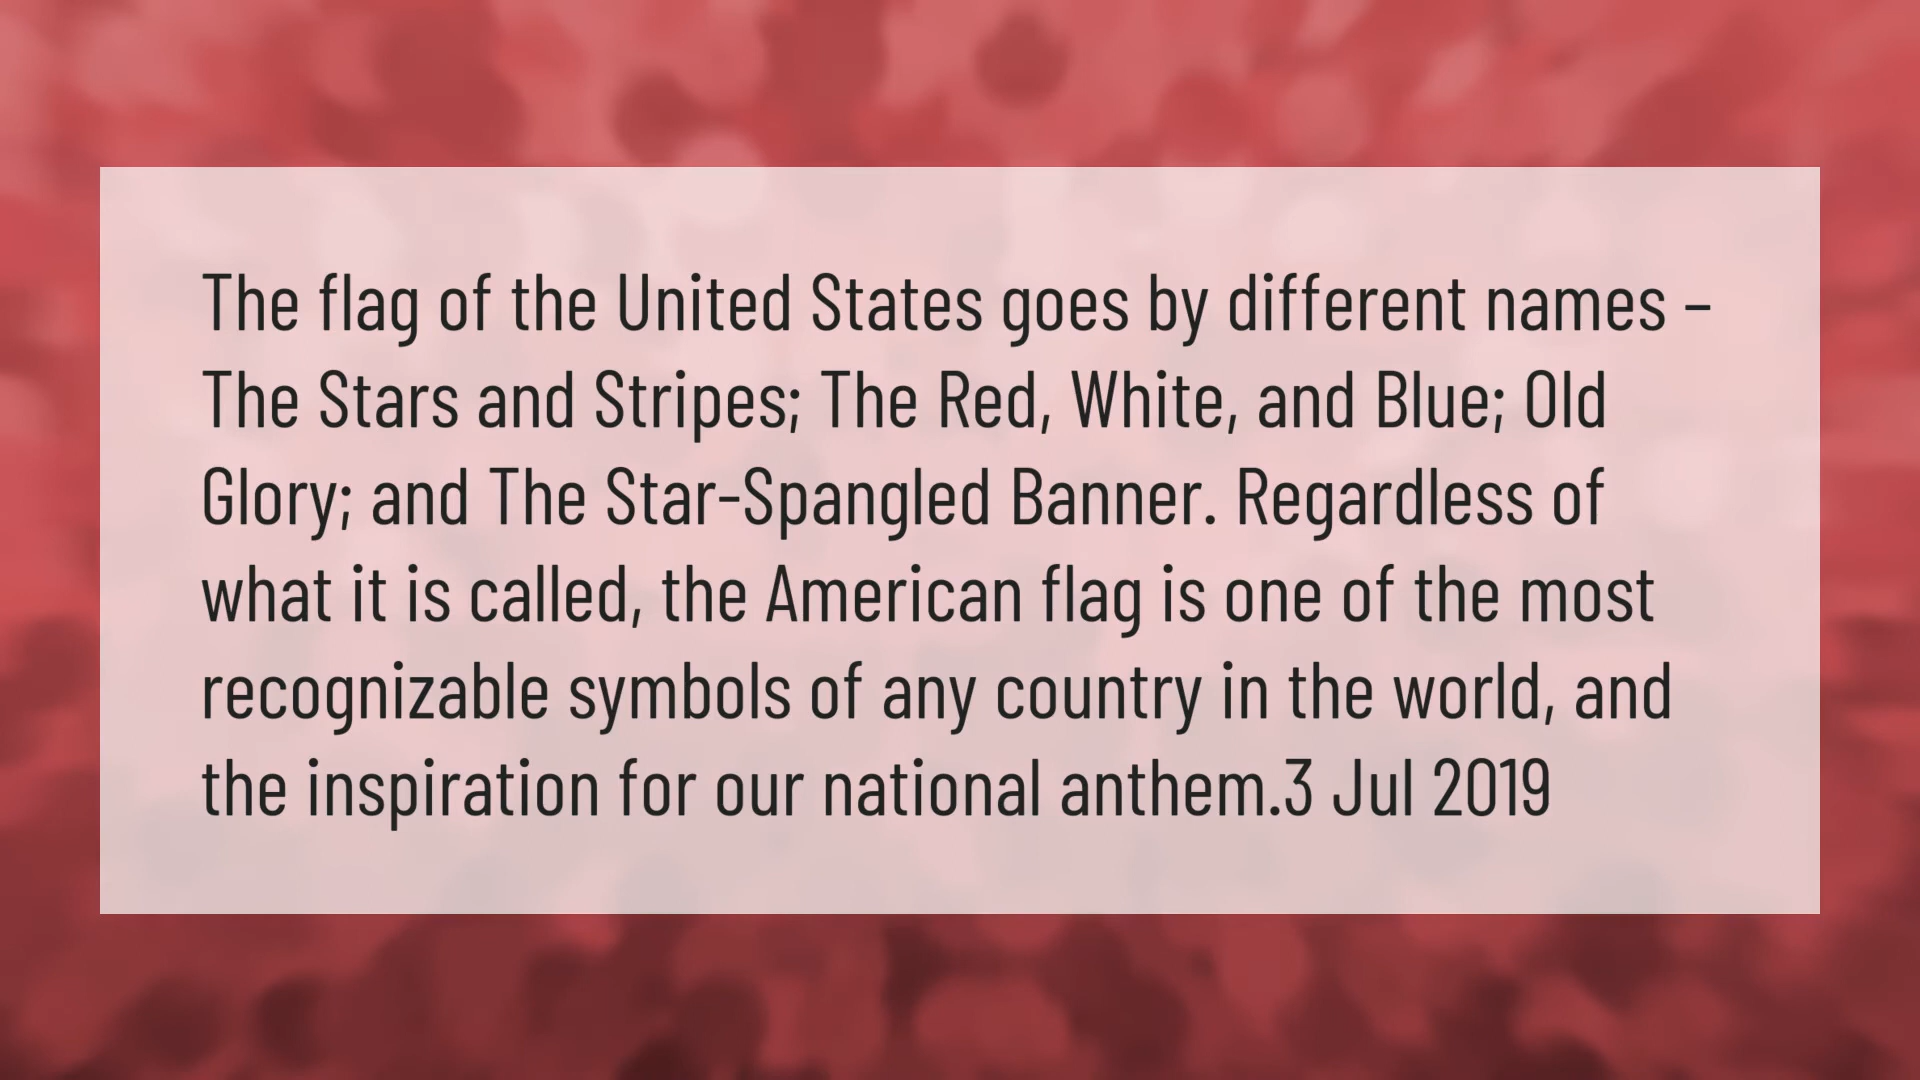 The flag of the United States goes by different names –
The Stars and Stripes; The Red, White, and Blue; Old
Glory; and The Star-Spangled Banner. Regardless of
what it is called, the American flag is one of the most
recognizable symbols of any country in the world, and
the inspiration for our national anthem.3 Jul 2019